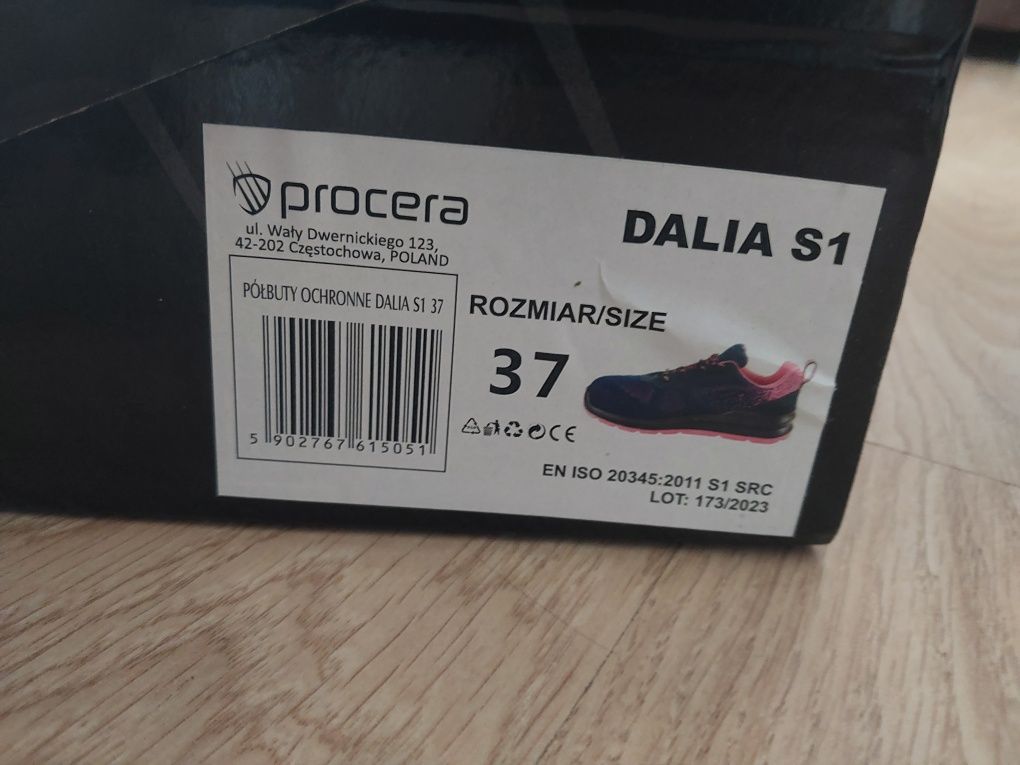 procera
ul. Wały Dwernickiego 123,
42-202 Częstochowa, POLAND
DALIA S1
PÓŁBUTY OCHRONNE DALIA S1 37
5 902767 615051
ROZMIAR/SIZE
37
CE
EN ISO 20345:2011 S1 SRC
LOT: 173/2023